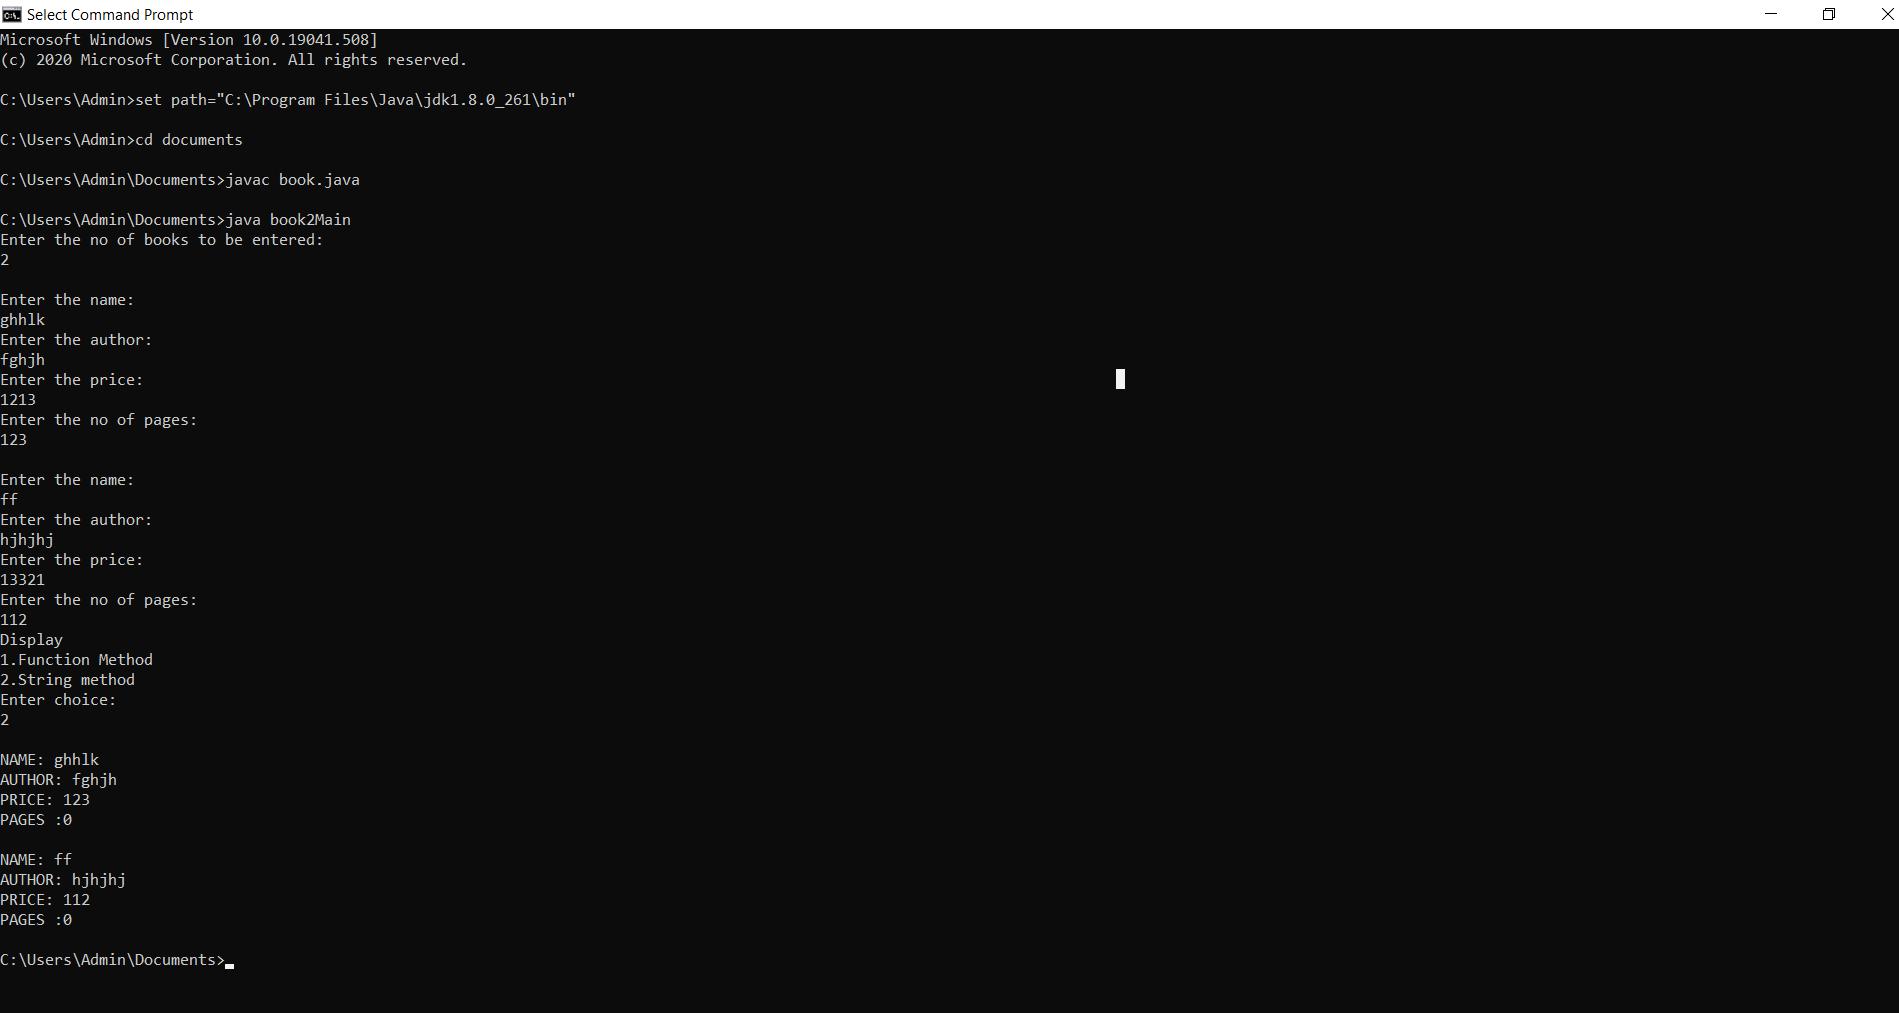 Select Command Prompt
Microsoft Windows [Version 10.0.19041.508]
(c) 2020 Microsoft Corporation. All rights reserved.
C:\Users\Admin>set path="C:\Program Files\Java\jdk1.8.0_261\bin"
C:\Users\Admin>cd documents
C:\Users\Admin\Documents>javac book.java
C:\Users\Admin\Documents>java book2Main
Enter the no of books to be entered:
2
Enter the name:
ghhlk
Enter the author:
fghjh
Enter the price:
1213
Enter the no of pages:
123
Enter the name:
ff
Enter the author:
hjhjhj
Enter the price:
13321
Enter the no of pages:
112
Display
1.Function Method
2.String method
Enter choice:
2
NAME: ghhlk
AUTHOR: fghjh
PRICE: 123
PAGES :0
NAME: ff
AUTHOR: hjhjhj
PRICE: 112
PAGES :0
C:\Users\Admin\Documents>